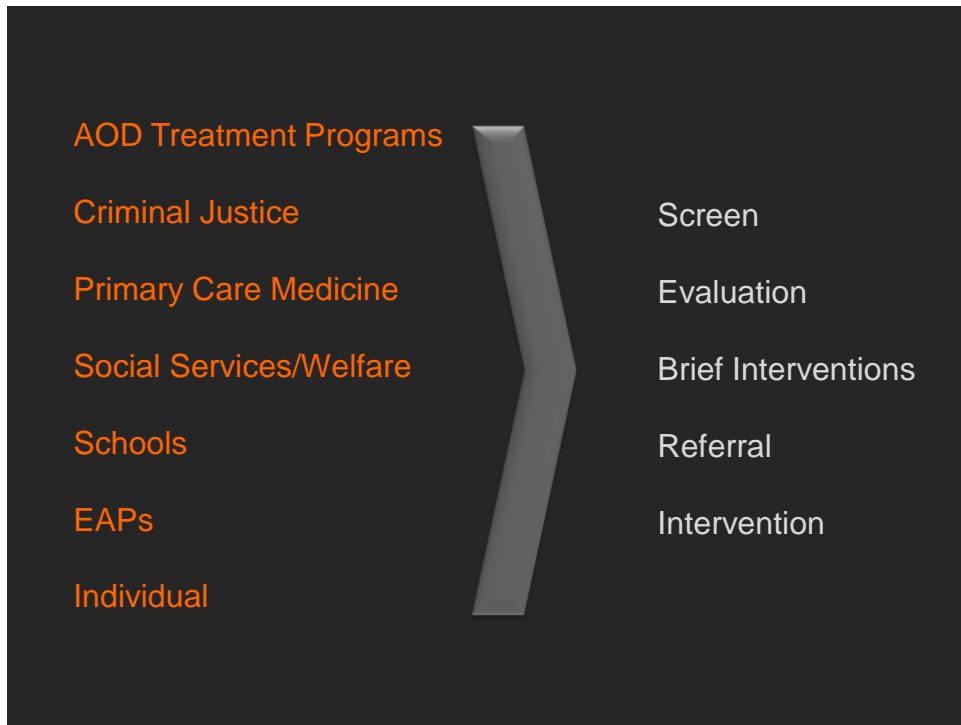 AOD Treatment Programs
Criminal Justice
Primary Care Medicine
Social Services/Welfare
Schools
EAPs
Individual
Screen
Evaluation
Brief Interventions
Referral
Intervention